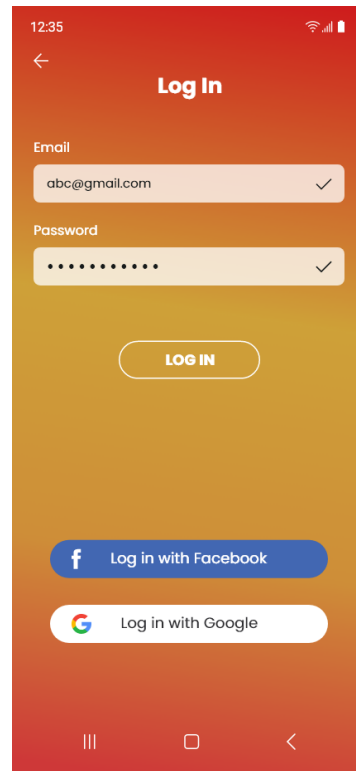 12:35
Log In
Email
abc@gmail.com
Password
•••••••••••
LOG IN
Log in with Facebook
Log in with Google